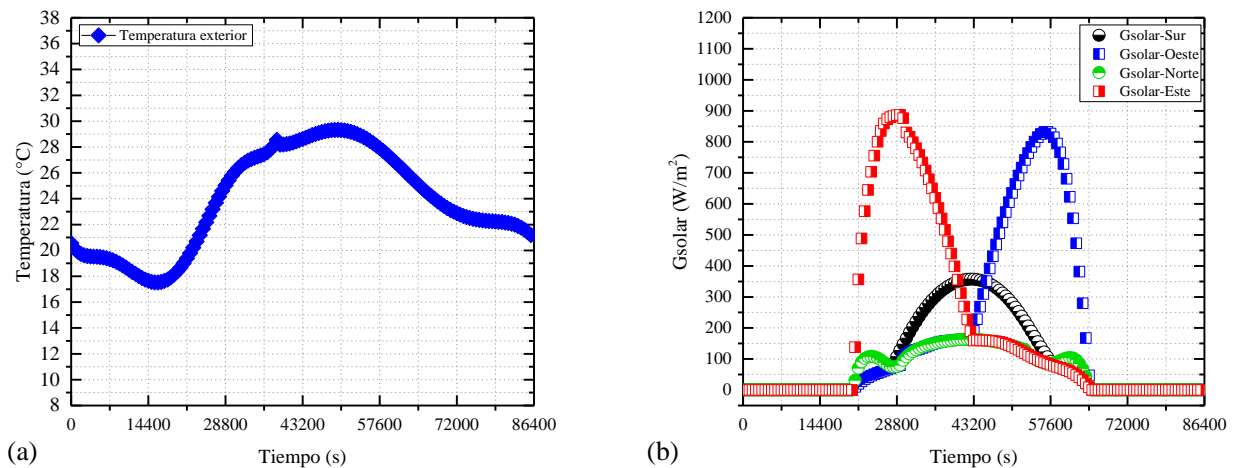 38
36
34
32
30
28
26
24
22
20
18
16
14
12
10
8
Temperatura (°C)
Temperatura exterior
0 14400 28800 43200 57600 72000 86400
Tiempo (s)
(a)
1200
1100
1000
900
800
700
600
500
400
300
200
100
0
Gsolar (W/m²)
Gsolar-Sur
Gsolar-Oeste
Gsolar-Norte
Gsolar-Este
0 14400 28800 43200 57600 72000 86400
Tiempo (s)
(b)